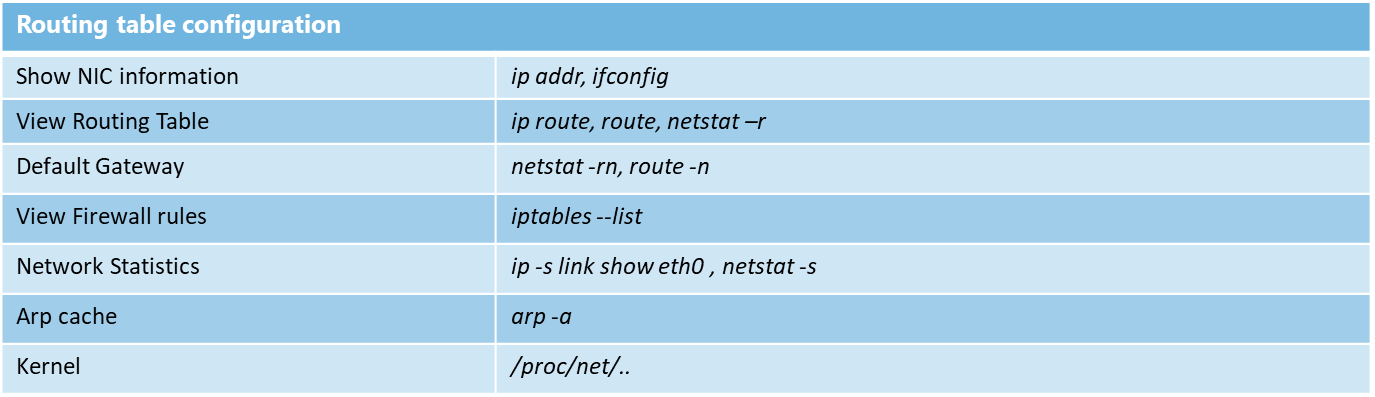 Routing table configuration
Show NIC information ip addr, ifconfig
View Routing Table ip route, route, netstat –r
Default Gateway netstat -rn, route -n
View Firewall rules iptables --list
Network Statistics ip -s link show eth0 , netstat -s
Arp cache arp -a
Kernel /proc/net/..